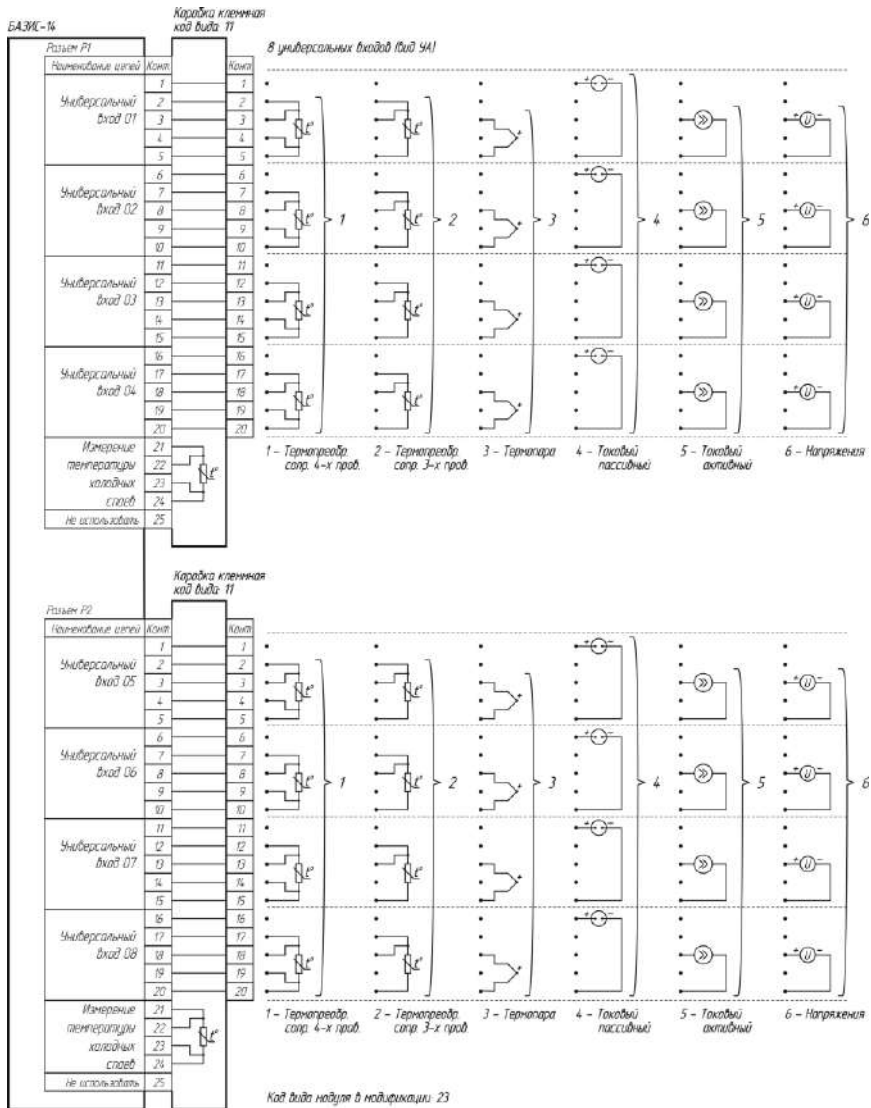 БАЗИС-14
Коробка клеммная
код вида: 11
Разъем Р1
8 универсальных входов (вид УА)
Наименование цепей Конт. Конт.
Универсальный
вход 01
1 1
2 2
3 3
4 4
5 5
Универсальный
вход 02
6 6
7 7
8 8
9 9
10 10
Универсальный
вход 03
11 11
12 12
13 13
14 14
15 15
Универсальный
вход 04
16 16
17 17
18 18
19 19
20 20
Измерение 21
температуры 22
холодных 23
спаев 24
Не использовать 25
t° t° t° + + - + U -
t° t° t° + + - + U -
t° t° t° + + - + U -
t° t° t° + + - + U -
t°
1 2 3 4 5 6
1 – Термопреобр.
сопр. 4-х пров.
2 – Термопреобр.
сопр. 3-х пров.
3 – Термопара
4 – Токовый
пассивный
5 – Токовый
активный
6 – Напряжения
Коробка клеммная
код вида: 11
Разъем Р2
Наименование цепей Конт. Конт.
Универсальный
вход 05
1 1
2 2
3 3
4 4
5 5
Универсальный
вход 06
6 6
7 7
8 8
9 9
10 10
Универсальный
вход 07
11 11
12 12
13 13
14 14
15 15
Универсальный
вход 08
16 16
17 17
18 18
19 19
20 20
Измерение 21
температуры 22
холодных 23
спаев 24
Не использовать 25
t° t° + + - + U -
t° t° + + - + U -
t° t° + + - + U -
t° t° + + - + U -
t°
1 2 3 4 5 6
1 – Термопреобр.
сопр. 4-х пров.
2 – Термопреобр.
сопр. 3-х пров.
3 – Термопара
4 – Токовый
пассивный
5 – Токовый
активный
6 – Напряжения
Код вида модуля в модификации: 23